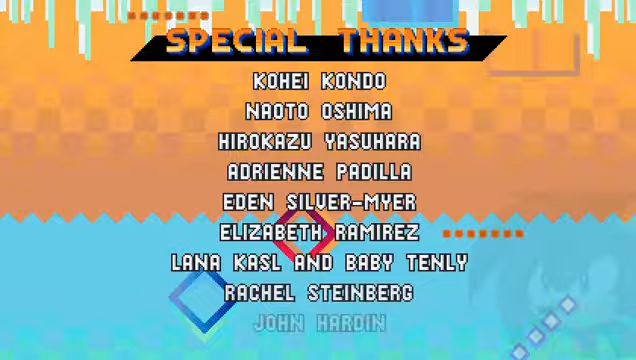 SPECIAL THANKS
KOHEI KONDO
NAOTO OSHIMA
HIROKAZU YASUHARA
ADRIENNE PADILLA
EDEN SILVER-MYER
ELIZABETH RAMIREZ
LANA KASL AND BABY TENLY
RACHEL STEINBERG
JOHN HARDIN